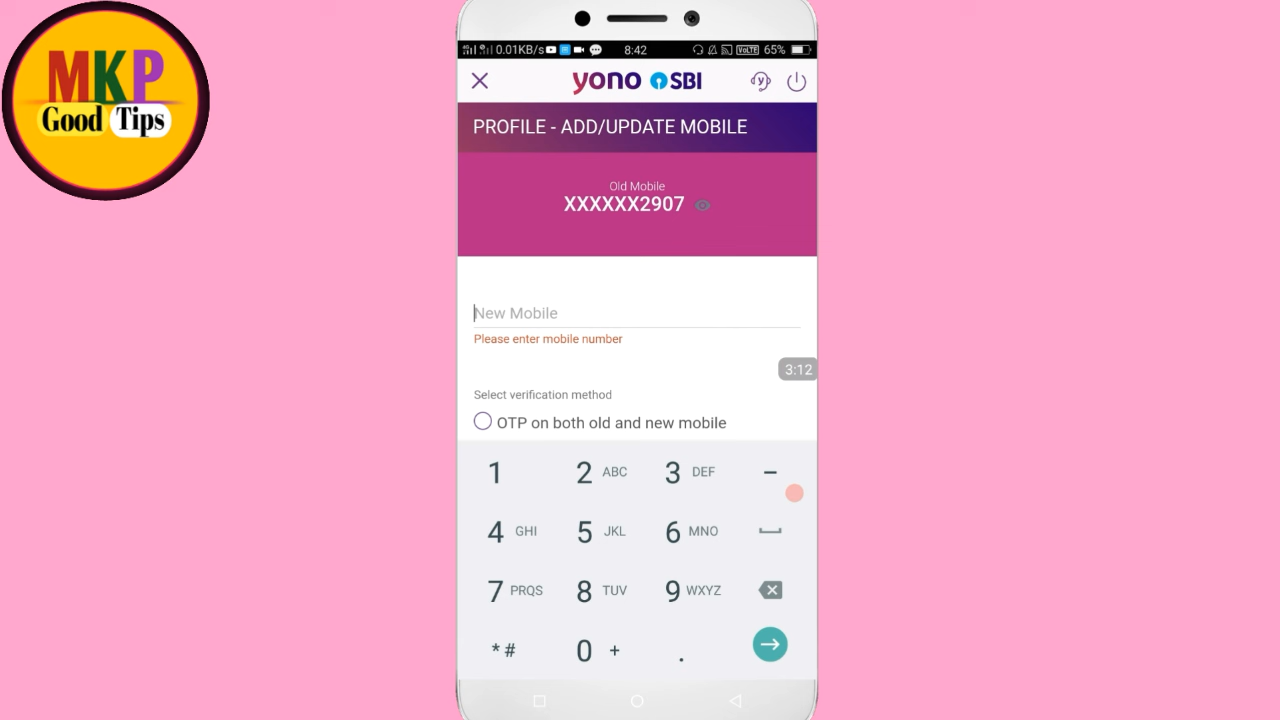 MKP
Good Tips
0.01KB/s 8:42 VoLTE 65%
yono SBI
PROFILE - ADD/UPDATE MOBILE
Old Mobile
XXXXXX2907
New Mobile
Please enter mobile number
3:12
Select verification method
OTP on both old and new mobile
1 2 ABC 3 DEF –
4 GHI 5 JKL 6 MNO
7 PRQS 8 TUV 9 WXYZ
* # 0 + .